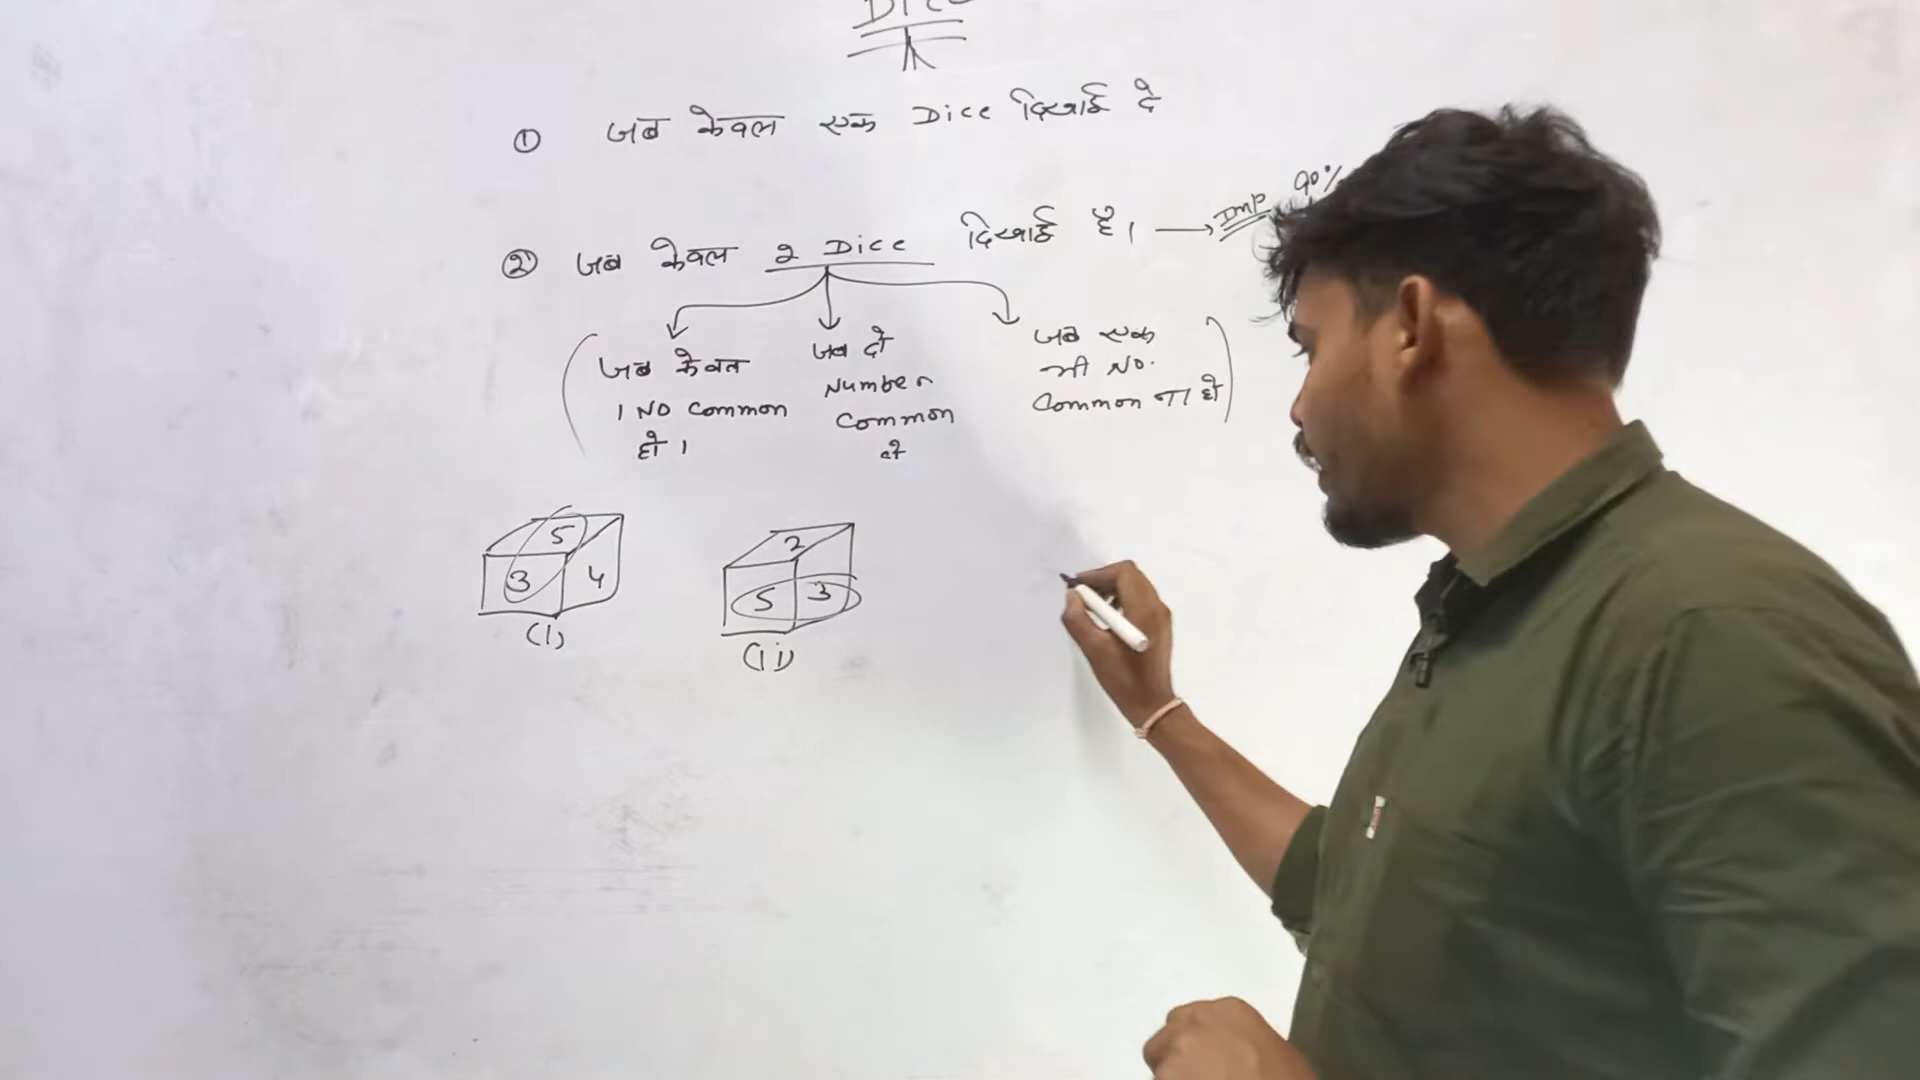 Dice
① जब केवल एक Dice दिखाई दे
② जब केवल 2 Dice दिखाई दे। → IMP 90%
जब केवल
1 NO common
हो।
जब दो
Number
Common
हो
जब एक
भी NO.
Common ना हो
5
3 4
(i)
2
5 3
(ii)